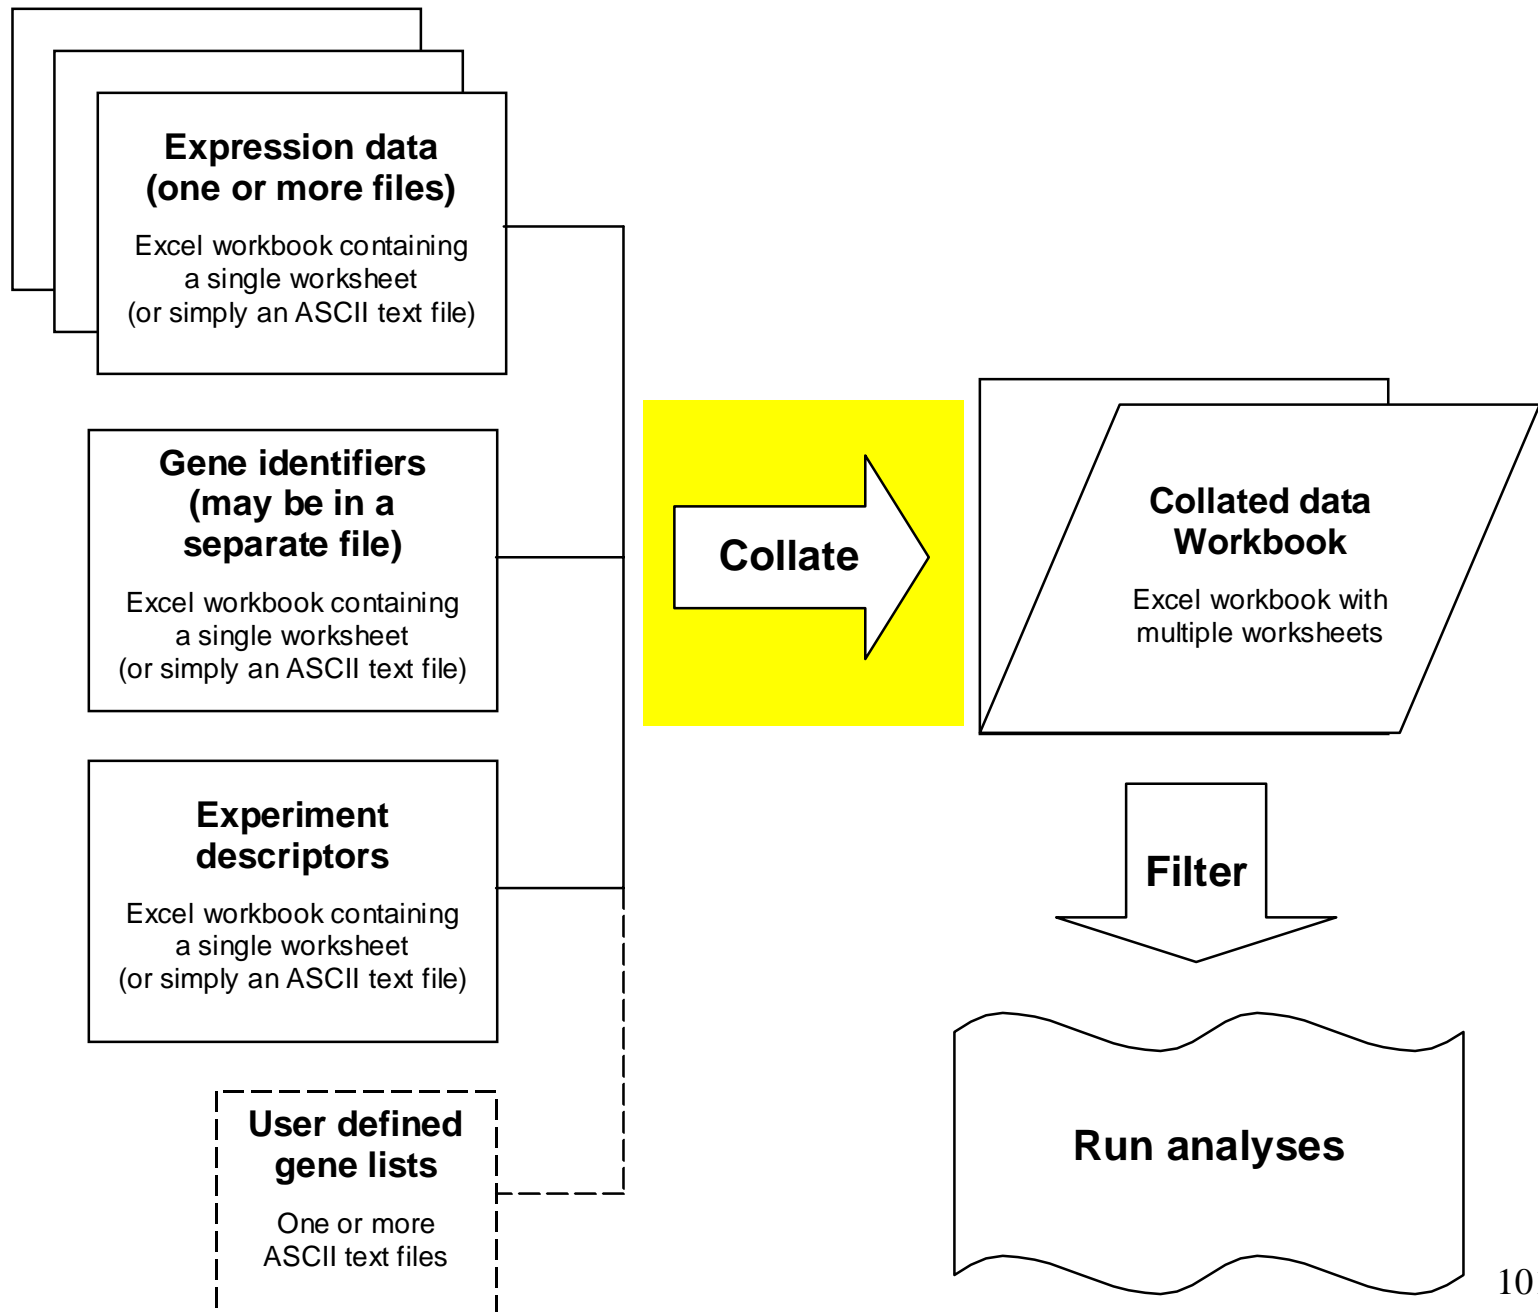 Expression data
(one or more files)
Excel workbook containing
a single worksheet
(or simply an ASCII text file)
Gene identifiers
(may be in a
separate file)
Excel workbook containing
a single worksheet
(or simply an ASCII text file)
Experiment
descriptors
Excel workbook containing
a single worksheet
(or simply an ASCII text file)
User defined
gene lists
One or more
ASCII text files
Collate
Collated data
Workbook
Excel workbook with
multiple worksheets
Filter
Run analyses
10